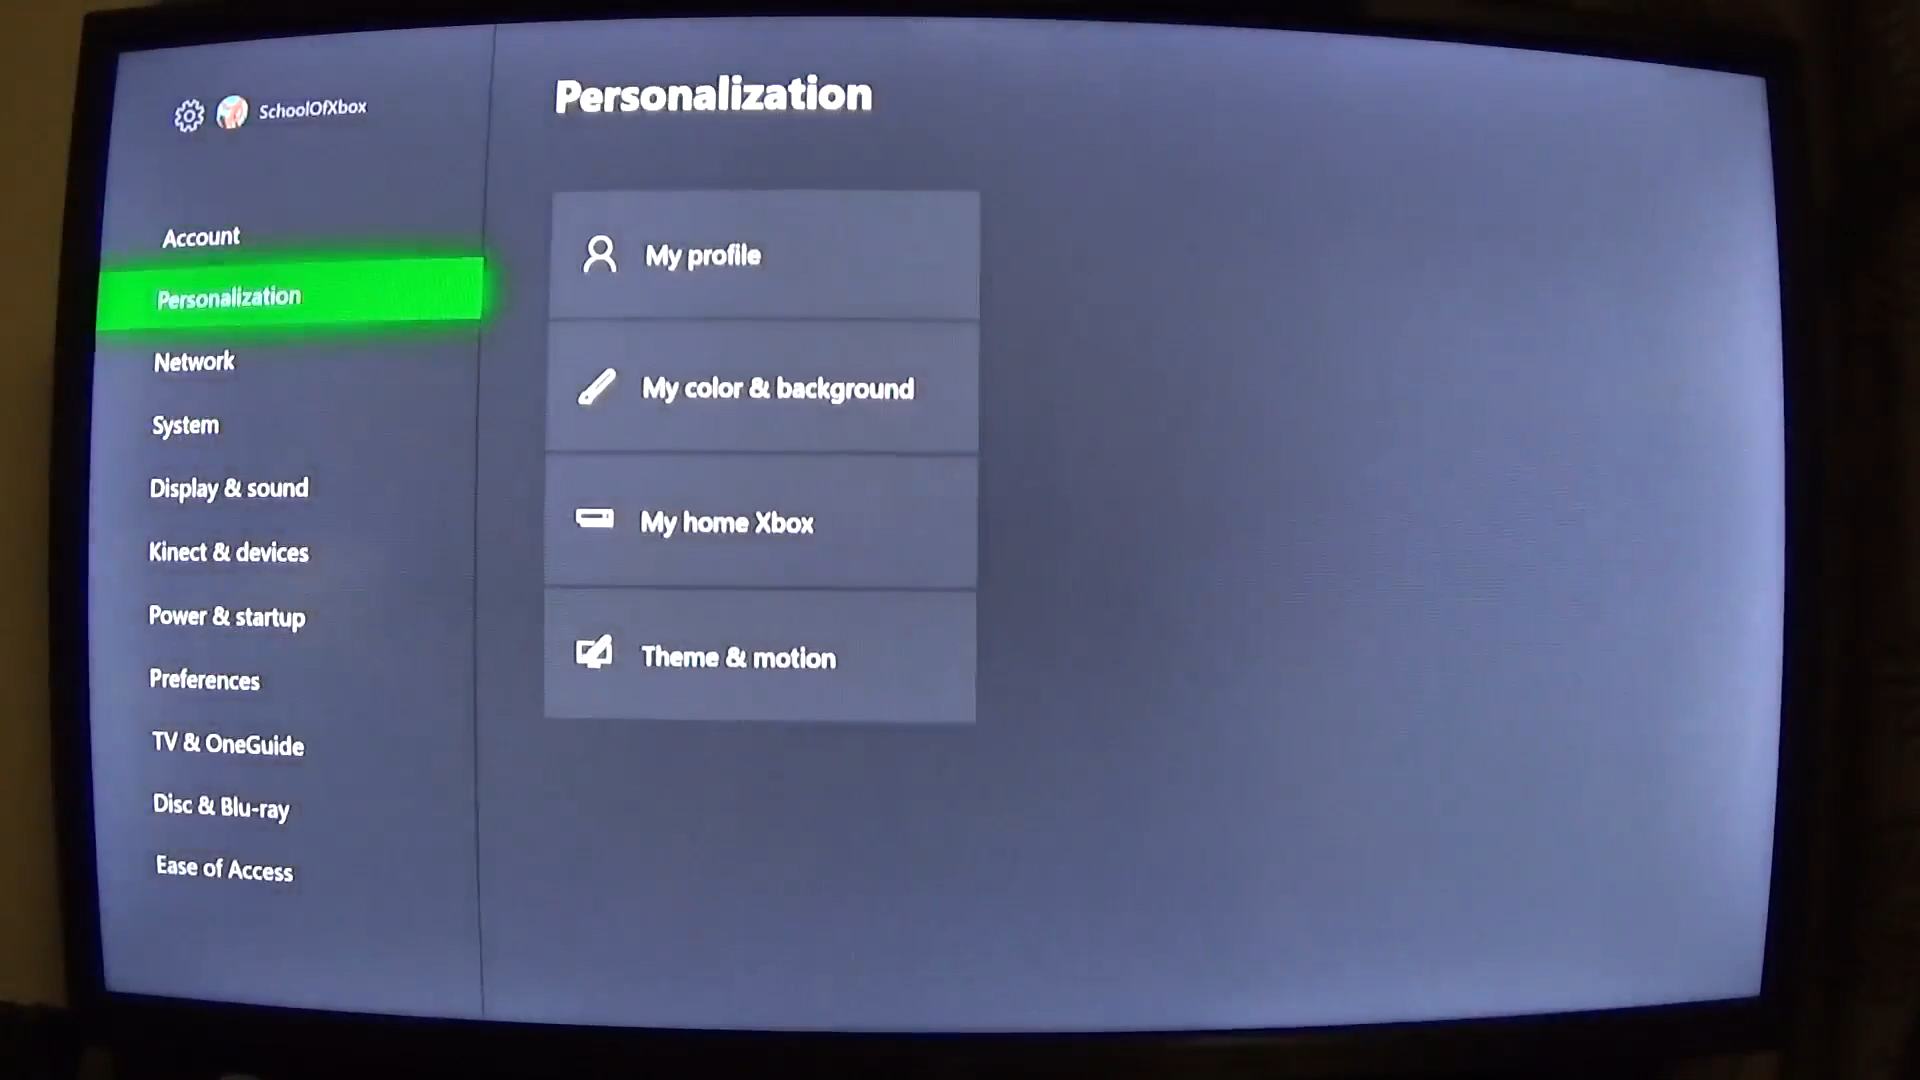 SchoolOfXbox
Account
Personalization
Network
System
Display & sound
Kinect & devices
Power & startup
Preferences
TV & OneGuide
Disc & Blu-ray
Ease of Access
Personalization
My profile
My color & background
My home Xbox
Theme & motion